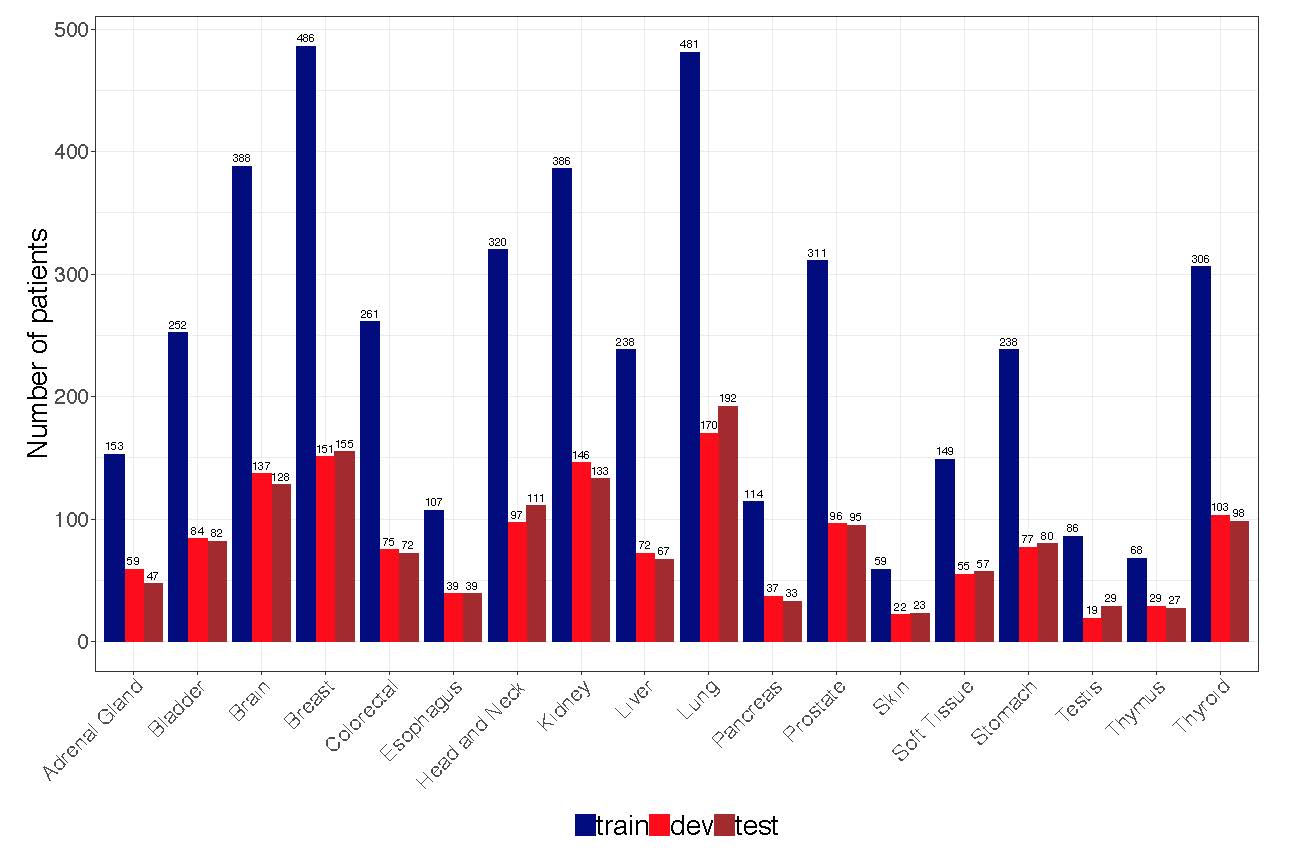 Number of patients
500
400
300
200
100
0
153 59 47
252 84 82
388 137 128
486 151 155
261 75 72
107 39 39
320 97 111
386 146 133
238 72 67
481 170 192
114 37 33
311 96 95
59 22 23
149 55 57
238 77 80
86 19 29
68 29 27
306 103 98
Adrenal Gland
Bladder
Brain
Breast
Colorectal
Esophagus
Head and Neck
Kidney
Liver
Lung
Pancreas
Prostate
Skin
Soft Tissue
Stomach
Testis
Thymus
Thyroid
train dev test